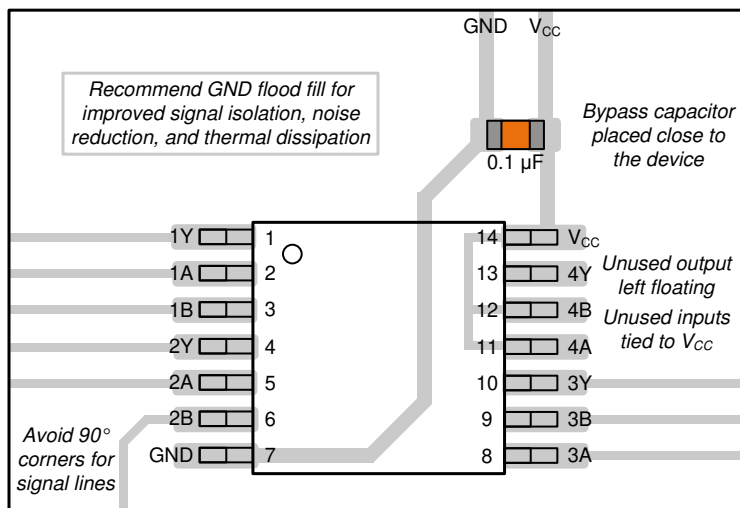 GND VCC
Recommend GND flood fill for
improved signal isolation, noise
reduction, and thermal dissipation
Bypass capacitor
placed close to
the device
0.1 µF
1Y 1 14 VCC
1A 2 13 4Y
Unused output
left floating
1B 3 12 4B
Unused inputs
tied to VCC
2Y 4 11 4A
2A 5 10 3Y
2B 6 9 3B
GND 7 8 3A
Avoid 90°
corners for
signal lines